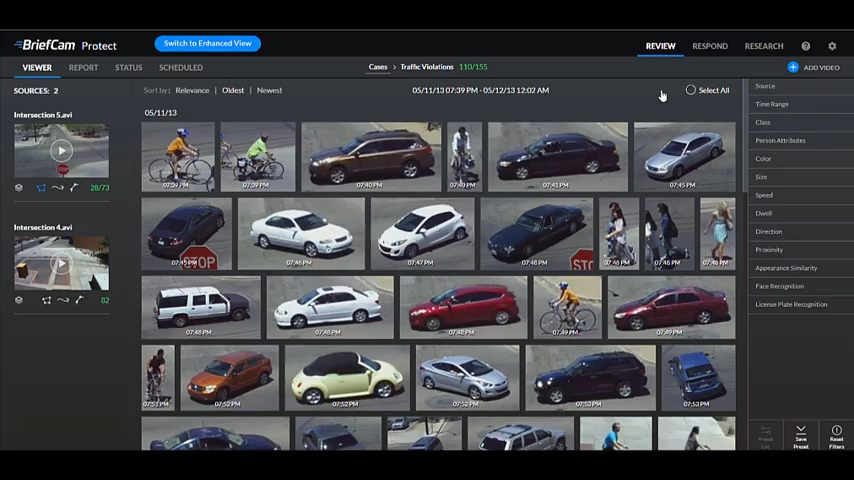 BriefCam Protect
Switch to Enhanced View
REVIEW RESPOND RESEARCH ?
VIEWER REPORT STATUS SCHEDULED
Cases > Traffic Violations 110/155
+ ADD VIDEO
SOURCES: 2
Sort by: Relevance Oldest Newest
05/11/13 07:39 PM - 05/12/13 12:02 AM
Select All
05/11/13
Intersection 5.avi
28/73
Intersection 4.avi
82
07:39 PM 07:39 PM 07:40 PM 07:40 PM 07:41 PM 07:45 PM
07:45 PM STOP 07:46 PM 07:47 PM 07:48 PM 07:48 PM 07:48 PM 07:48 PM
07:48 PM 07:48 PM 07:48 PM 07:49 PM 07:49 PM
07:51 PM 07:52 PM 07:52 PM 07:52 PM 07:53 PM 07:53 PM
Source
Time Range
Class
Person Attributes
Color
Size
Speed
Dwell
Direction
Proximity
Appearance Similarity
Face Recognition
License Plate Recognition
Preset List
Save Preset
Reset Filters